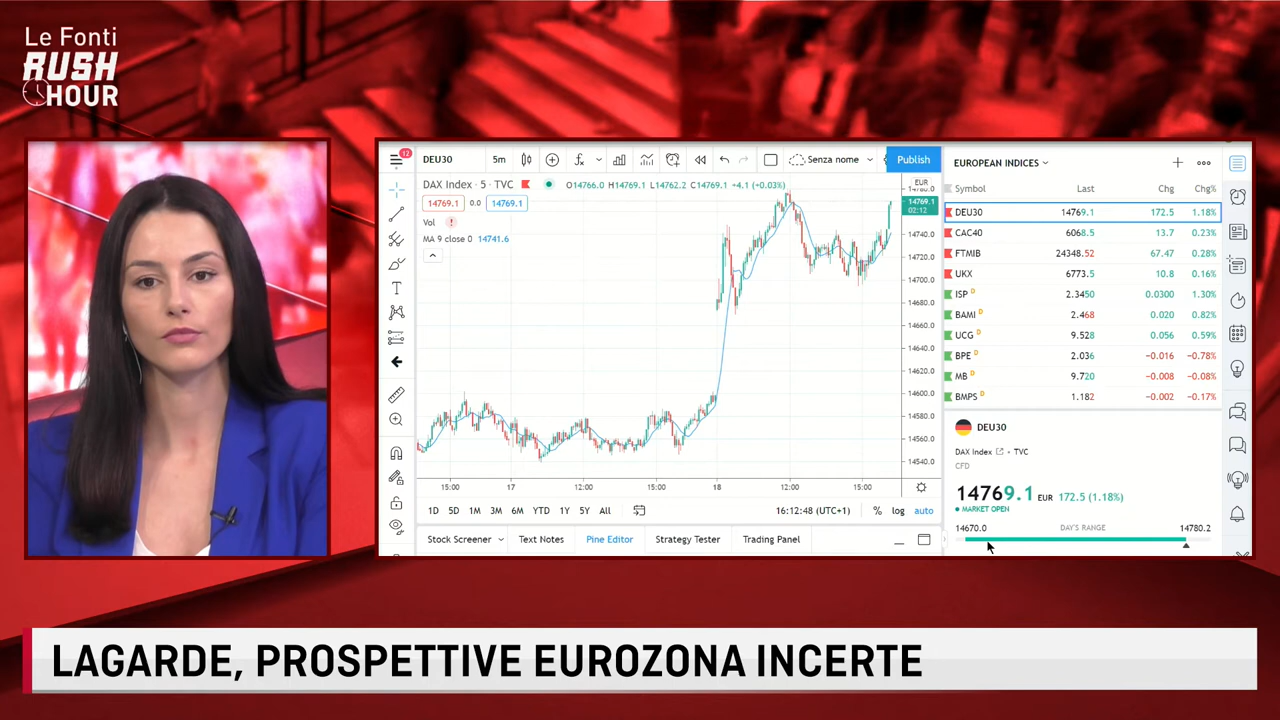 Le Fonti
RUSH
HOUR
12
DEU30 5m Senza nome Publish
DAX Index · 5 · TVC O14766.0 H14769.1 L14762.2 C14769.1 +4.1 (+0.03%)
14769.1 0.0 14769.1
Vol !
MA 9 close 0 14741.6
EUR
14769.1
02:12
14740.0
14720.0
14700.0
14680.0
14660.0
14640.0
14620.0
14600.0
14580.0
14560.0
14540.0
15:00 17 12:00 15:00 18 12:00 15:00
1D 5D 1M 3M 6M YTD 1Y 5Y All 16:12:48 (UTC+1) % log auto
Stock Screener Text Notes Pine Editor Strategy Tester Trading Panel
EUROPEAN INDICES
Symbol Last Chg Chg%
DEU30 14769.1 172.5 1.18%
CAC40 6068.5 13.7 0.23%
FTMIB 24348.52 67.47 0.28%
UKX 6773.5 10.8 0.16%
ISP D 2.3450 0.0300 1.30%
BAMI D 2.468 0.020 0.82%
UCG D 9.528 0.056 0.59%
BPE D 2.036 −0.016 −0.78%
MB D 9.720 −0.008 −0.08%
BMPS D 1.182 −0.002 −0.17%
DEU30
DAX Index · TVC
CFD
14769.1 EUR 172.5 (1.18%)
MARKET OPEN
14670.0 DAY'S RANGE 14780.2
LAGARDE, PROSPETTIVE EUROZONA INCERTE